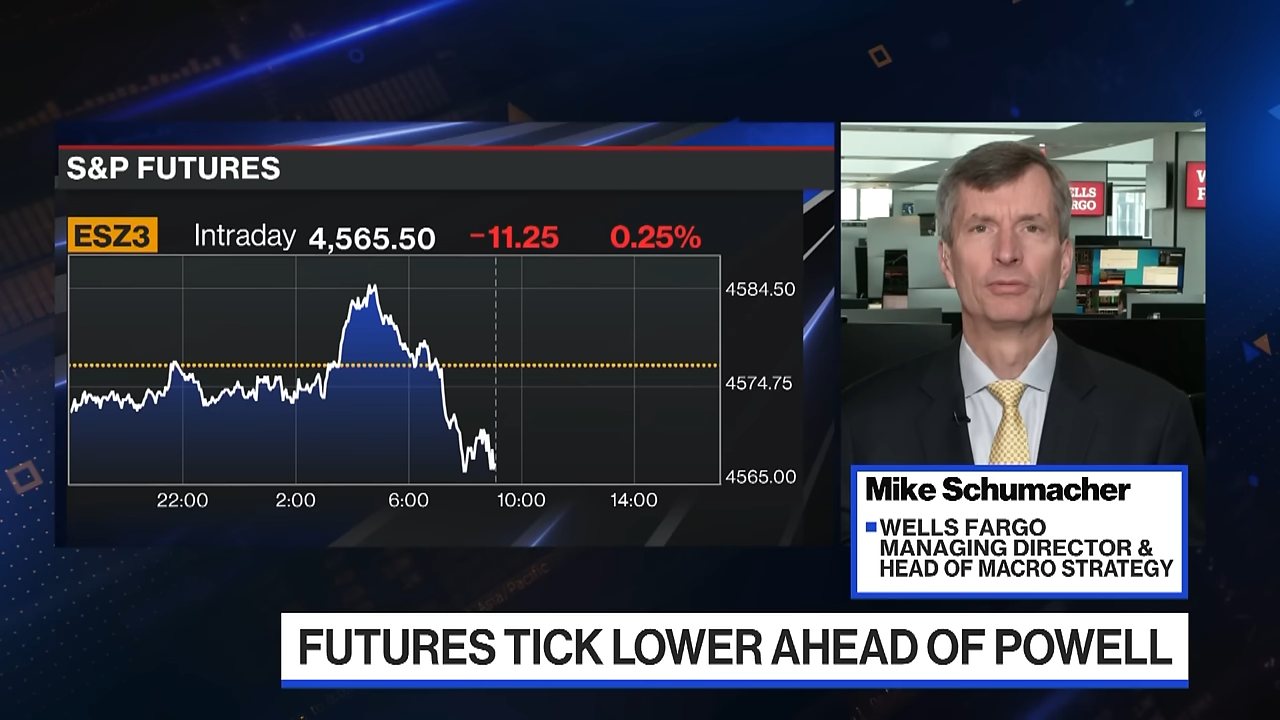 S&P FUTURES
ESZ3 Intraday 4,565.50 -11.25 0.25%
4584.50
4574.75
4565.00
22:00 2:00 6:00 10:00 14:00
Mike Schumacher
WELLS FARGO
MANAGING DIRECTOR &
HEAD OF MACRO STRATEGY
FUTURES TICK LOWER AHEAD OF POWELL